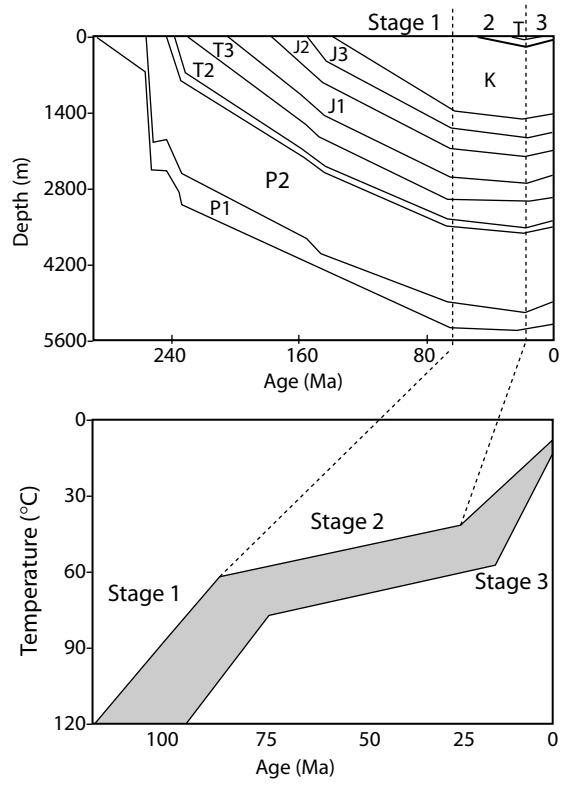 Stage 1 2 T 3
0
J2
J3
T3
T2
K
1400
J1
Depth (m)
2800
P2
P1
4200
5600
240 160 80 0
Age (Ma)
0
30
Temperature (°C)
Stage 2
60
Stage 1
Stage 3
90
120
100 75 50 25 0
Age (Ma)